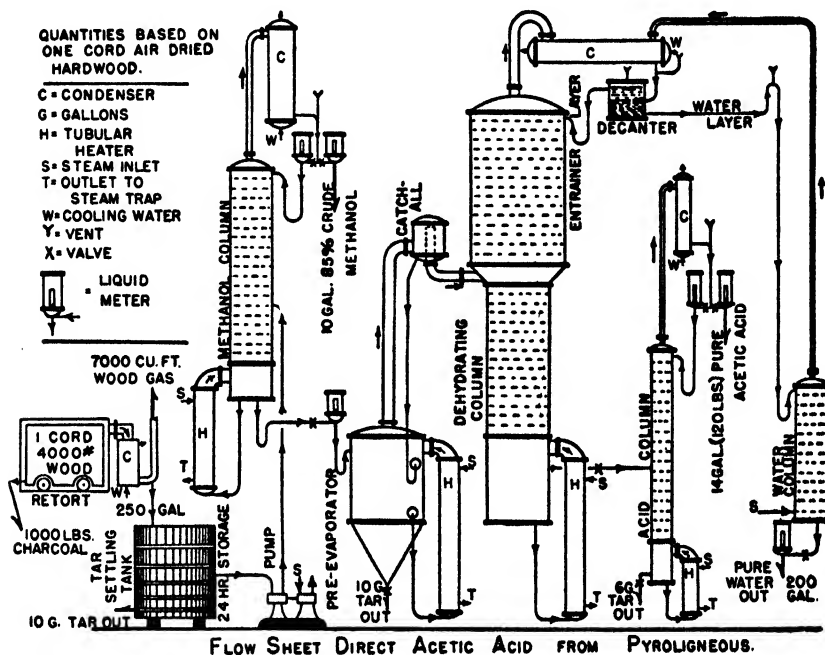 QUANTITIES BASED ON
ONE CORD AIR DRIED
HARDWOOD.
C = CONDENSER
G = GALLONS
H = TUBULAR
HEATER
S = STEAM INLET
T = OUTLET TO
STEAM TRAP
W = COOLING WATER
Y = VENT
X = VALVE
= LIQUID
METER
7000 CU. FT.
WOOD GAS
1 CORD
4000#
WOOD
RETORT
C
W
1000 LBS.
CHARCOAL
250 GAL
TAR
SETTLING
TANK
10 G. TAR OUT
24 HR. STORAGE
PUMP
S
METHANOL COLUMN
C
W
10 GAL. 85% CRUDE
METHANOL
S
H
T
PRE-EVAPORATOR
CATCH-
ALL
10 G.
TAR
OUT
H
S
T
DEHYDRATING
COLUMN
ENTRAINER
LAYER
C
W
DECANTER
WATER
LAYER
H
S
T
ACID
COLUMN
C
W
14 GAL. (120 LBS.) PURE
ACETIC ACID
6 G.
TAR
OUT
H
S
T
WATER
COLUMN
S
PURE
WATER
OUT
200
GAL.
FLOW SHEET DIRECT ACETIC ACID FROM PYROLIGNEOUS.